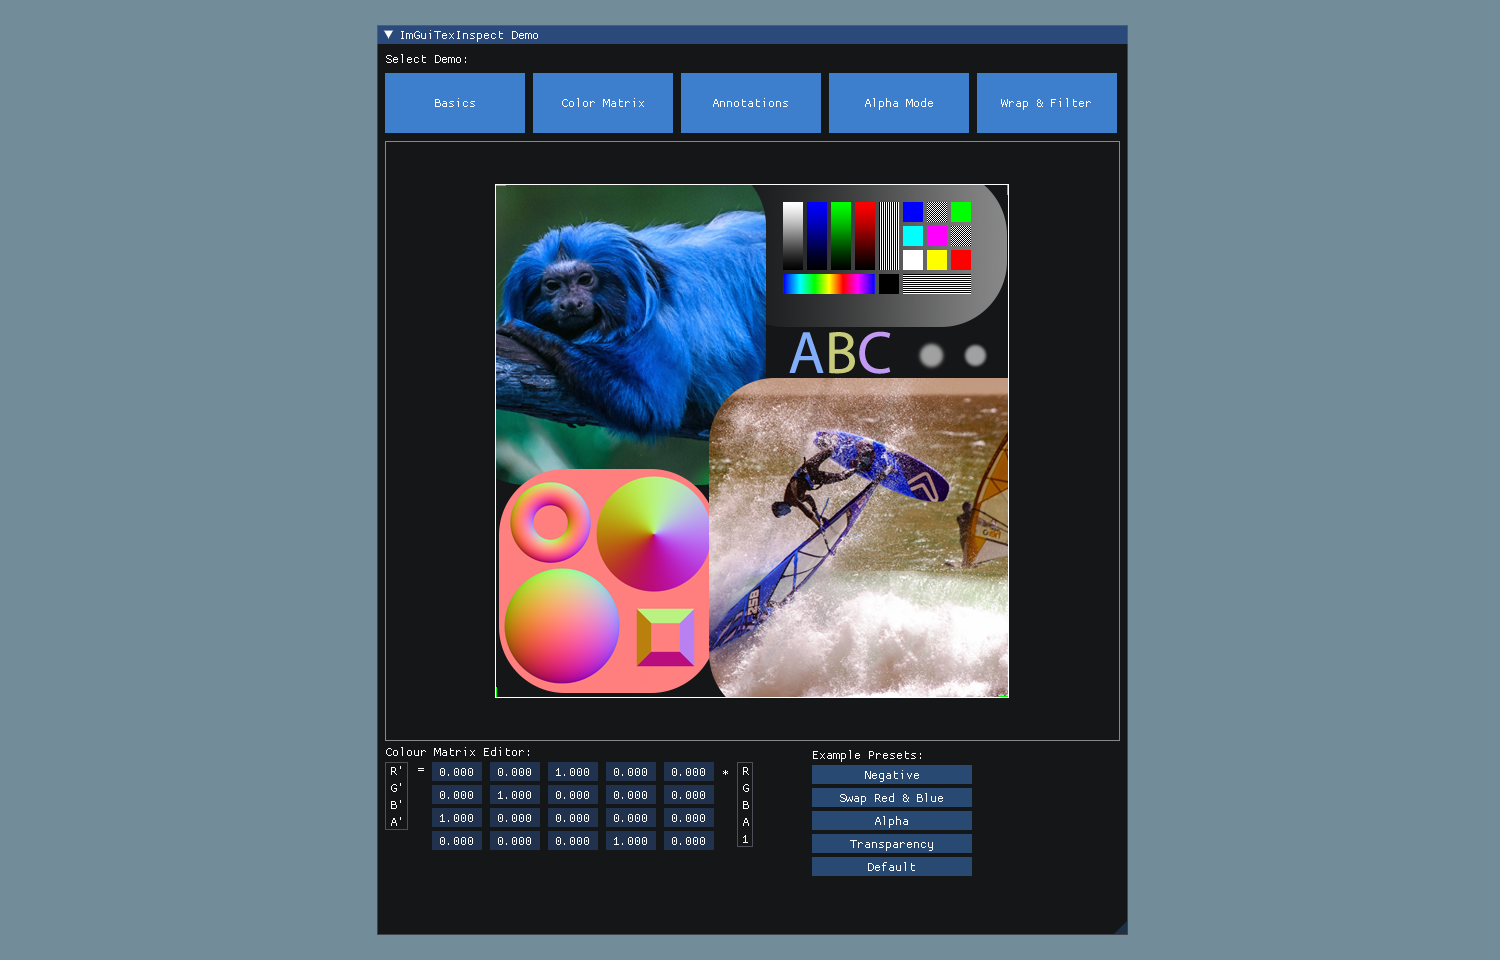 ImGuiTexInspect Demo
Select Demo:
Basics Color Matrix Annotations Alpha Mode Wrap & Filter
ABC
258
Colour Matrix Editor:
R' = 0.000 0.000 1.000 0.000 0.000 * R
G' 0.000 1.000 0.000 0.000 0.000 G
B' 1.000 0.000 0.000 0.000 0.000 B
A' 0.000 0.000 0.000 1.000 0.000 A
1
Example Presets:
Negative
Swap Red & Blue
Alpha
Transparency
Default